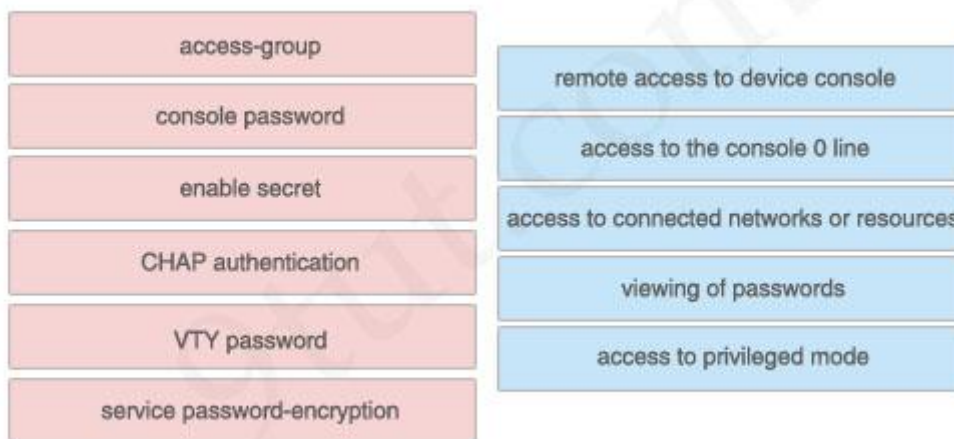 access-group
console password
enable secret
CHAP authentication
VTY password
service password-encryption
remote access to device console
access to the console 0 line
access to connected networks or resources
viewing of passwords
access to privileged mode